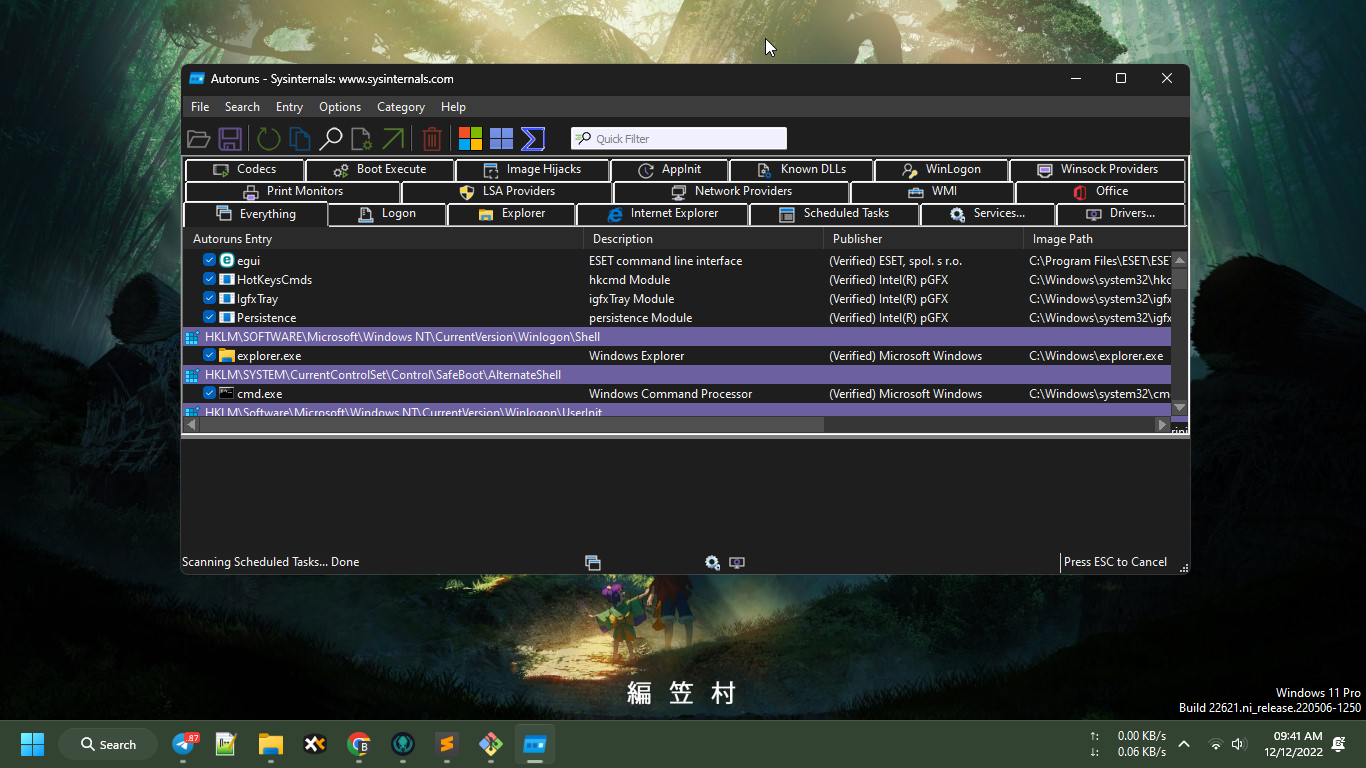 Autoruns - Sysinternals: www.sysinternals.com
File Search Entry Options Category Help
Quick Filter
Codecs Boot Execute Image Hijacks AppInit Known DLLs WinLogon Winsock Providers
Print Monitors LSA Providers Network Providers WMI Office
Everything Logon Explorer Internet Explorer Scheduled Tasks Services... Drivers...
Autoruns Entry Description Publisher Image Path
egui ESET command line interface (Verified) ESET, spol. s r.o. C:\Program Files\ESET\ESE
HotKeysCmds hkcmd Module (Verified) Intel(R) pGFX C:\Windows\system32\hkc
IgfxTray igfxTray Module (Verified) Intel(R) pGFX C:\Windows\system32\igfx
Persistence persistence Module (Verified) Intel(R) pGFX C:\Windows\system32\igfx
HKLM\SOFTWARE\Microsoft\Windows NT\CurrentVersion\Winlogon\Shell
explorer.exe Windows Explorer (Verified) Microsoft Windows C:\Windows\explorer.exe
HKLM\SYSTEM\CurrentControlSet\Control\SafeBoot\AlternateShell
cmd.exe Windows Command Processor (Verified) Microsoft Windows C:\Windows\system32\cm
HKLM\Software\Microsoft\Windows NT\CurrentVersion\Winlogon\UserInit
Scanning Scheduled Tasks... Done Press ESC to Cancel
編笠村
Windows 11 Pro
Build 22621.ni_release.220506-1250
Search
87
↑: 0.00 KB/s
↓: 0.06 KB/s
09:41 AM
12/12/2022